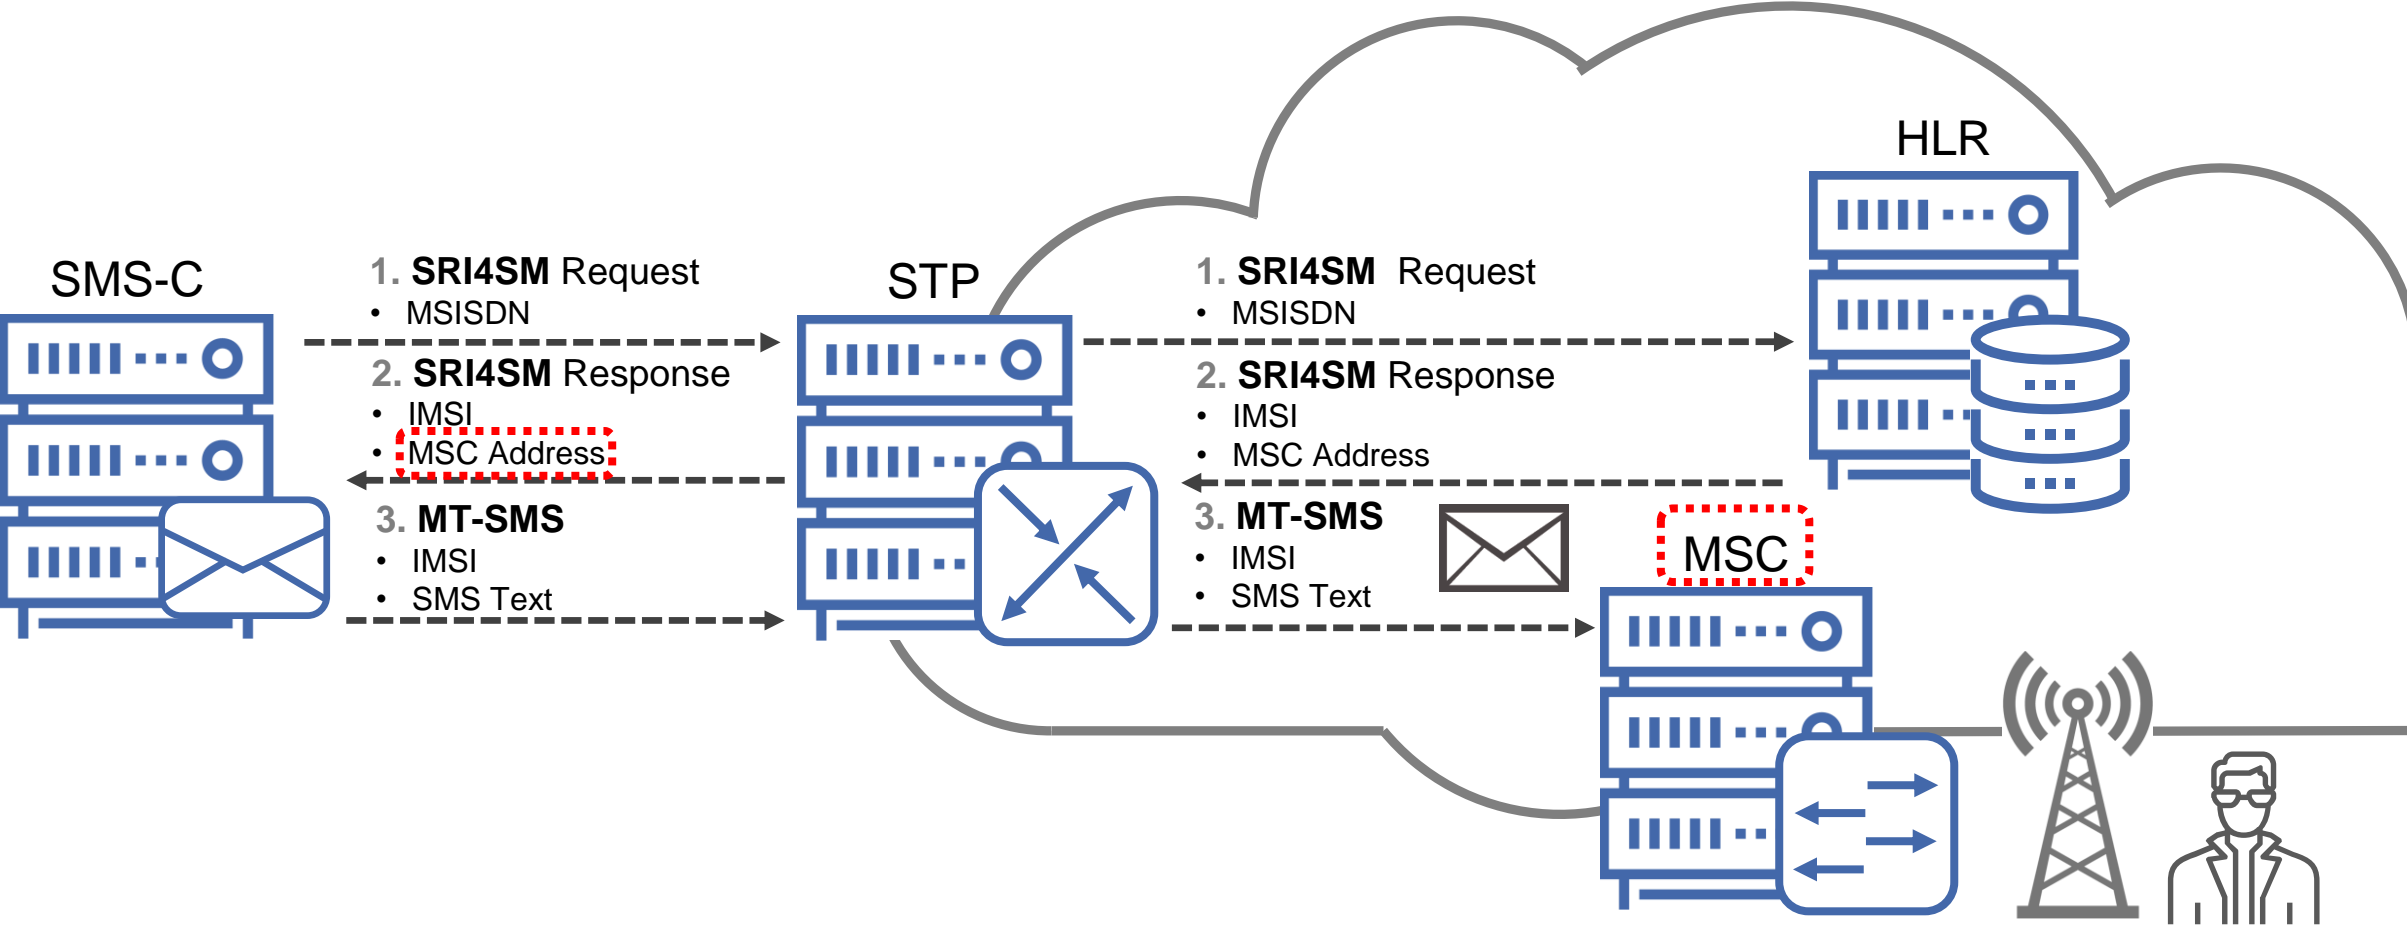 SMS-C
1. SRI4SM Request
• MSISDN
2. SRI4SM Response
• IMSI
• MSC Address
3. MT-SMS
• IMSI
• SMS Text
STP
1. SRI4SM Request
• MSISDN
2. SRI4SM Response
• IMSI
• MSC Address
3. MT-SMS
• IMSI
• SMS Text
HLR
MSC